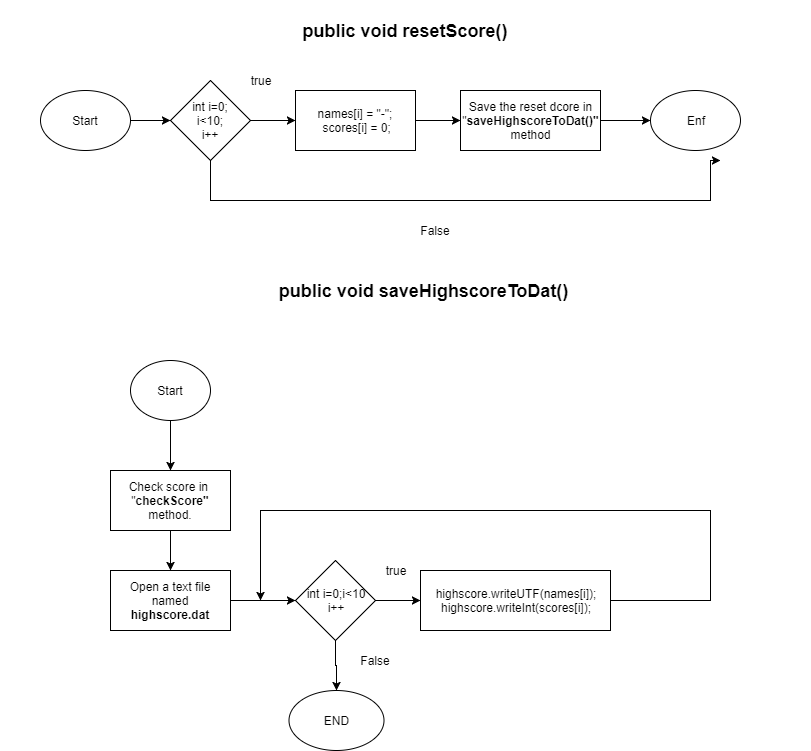 public void resetScore()
true
Start
int i=0;
i<10;
i++
names[i] = "-";
scores[i] = 0;
Save the reset dcore in
"saveHighscoreToDat()"
method
Enf
False
public void saveHighscoreToDat()
Start
Check score in
"checkScore"
method.
Open a text file
named
highscore.dat
int i=0;i<10
i++
true
highscore.writeUTF(names[i]);
highscore.writeInt(scores[i]);
False
END